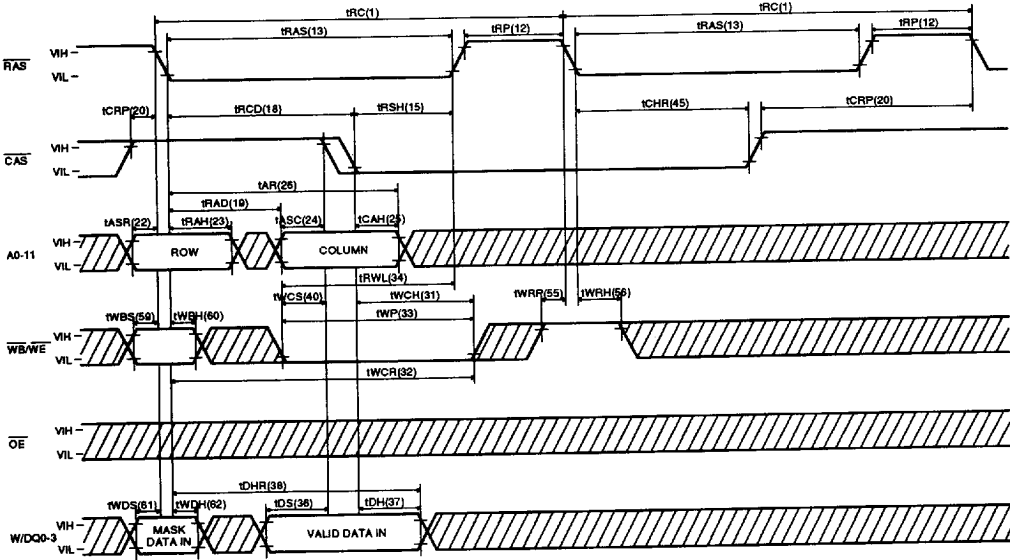 tRC(1) tRC(1)
tRAS(13) tRP(12) tRAS(13) tRP(12)
RAS VIH VIL
tCRP(20) tRCD(18) tRSH(15) tCHR(45) tCRP(20)
CAS VIH VIL
tAR(26)
tRAD(19)
tASR(22) tRAH(23) tASC(24) tCAH(25)
A0-11 VIH VIL ROW COLUMN
tRWL(34)
tWCS(40) tWCH(31) tWRP(55) tWRH(56)
tWBS(59) tWBH(60) tWP(33)
WB/WE VIH VIL
tWCR(32)
OE VIH VIL
tDHR(38)
tWDS(61) tWDH(62) tDS(36) tDH(37)
W/DQ0-3 VIH VIL MASK DATA IN VALID DATA IN